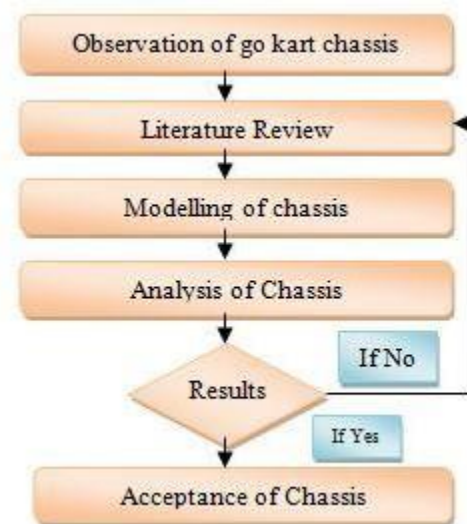 Observation of go kart chassis
Literature Review
Modelling of chassis
Analysis of Chassis
If No
Results
If Yes
Acceptance of Chassis